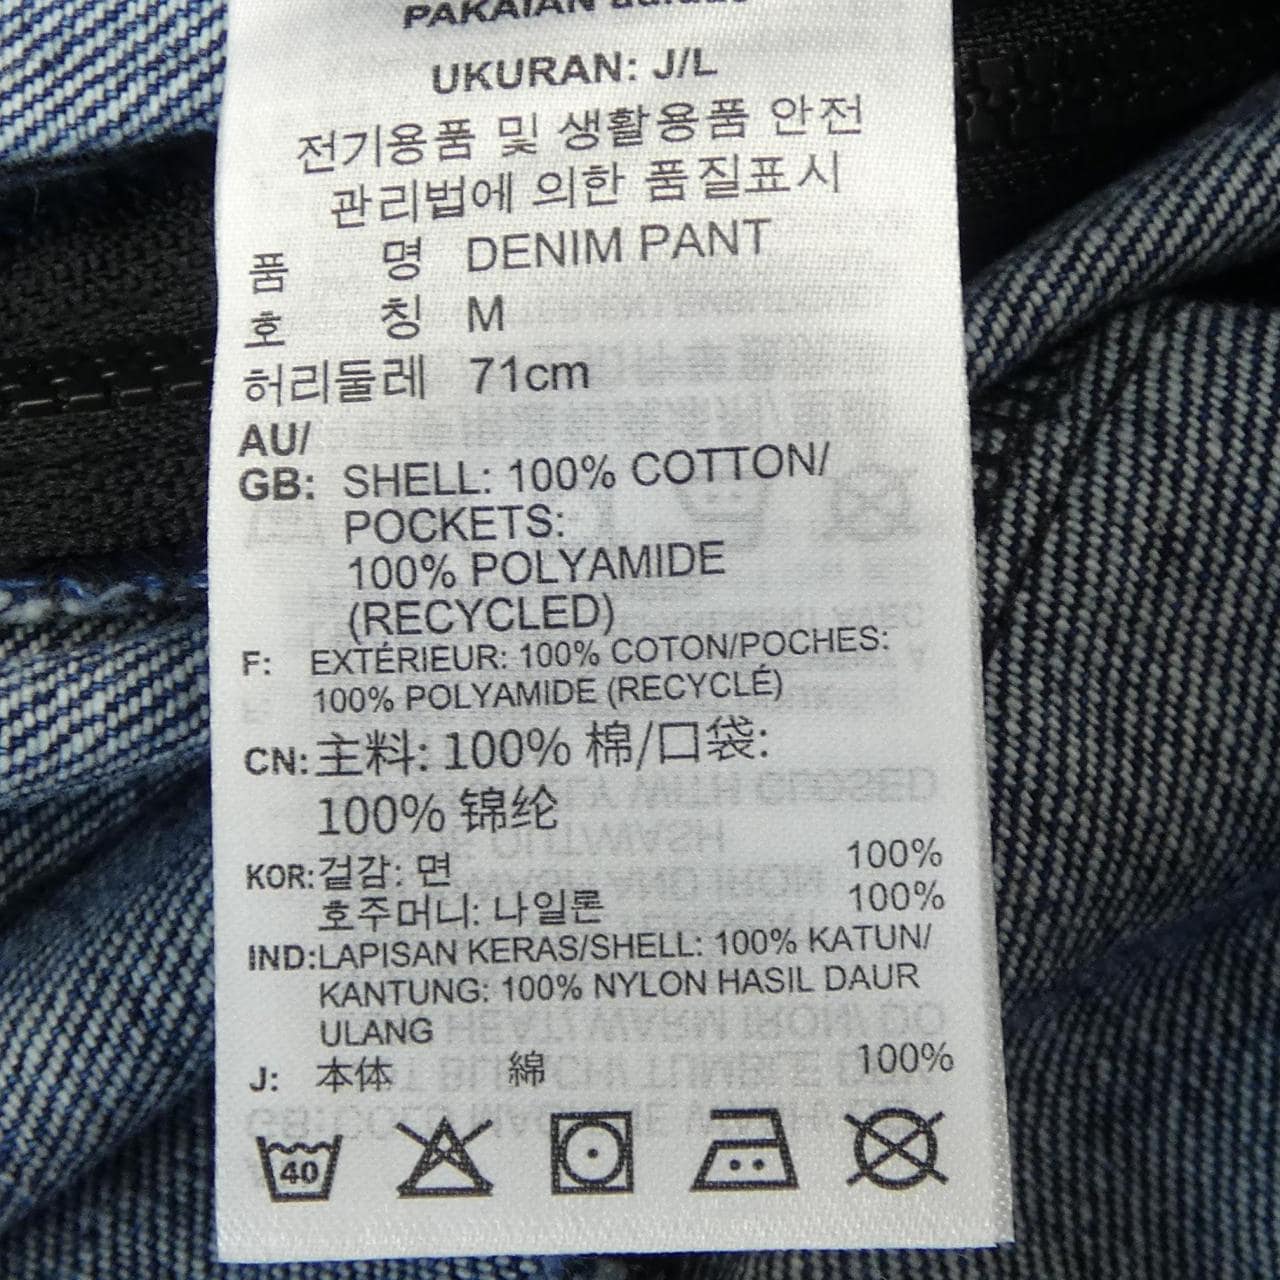 PAKAIAN
UKURAN: J/L
전기용품 및 생활용품 안전
관리법에 의한 품질표시
품 명 DENIM PANT
호 칭 M
허리둘레 71cm
AU/
GB: SHELL: 100% COTTON/
POCKETS:
100% POLYAMIDE
(RECYCLED)
F: EXTÉRIEUR: 100% COTON/POCHES:
100% POLYAMIDE (RECYCLÉ)
CN: 主料: 100% 棉/口袋:
100% 锦纶
KOR: 겉감: 면 100%
호주머니: 나일론 100%
IND: LAPISAN KERAS/SHELL: 100% KATUN/
KANTUNG: 100% NYLON HASIL DAUR
ULANG
J: 本体 綿 100%
40